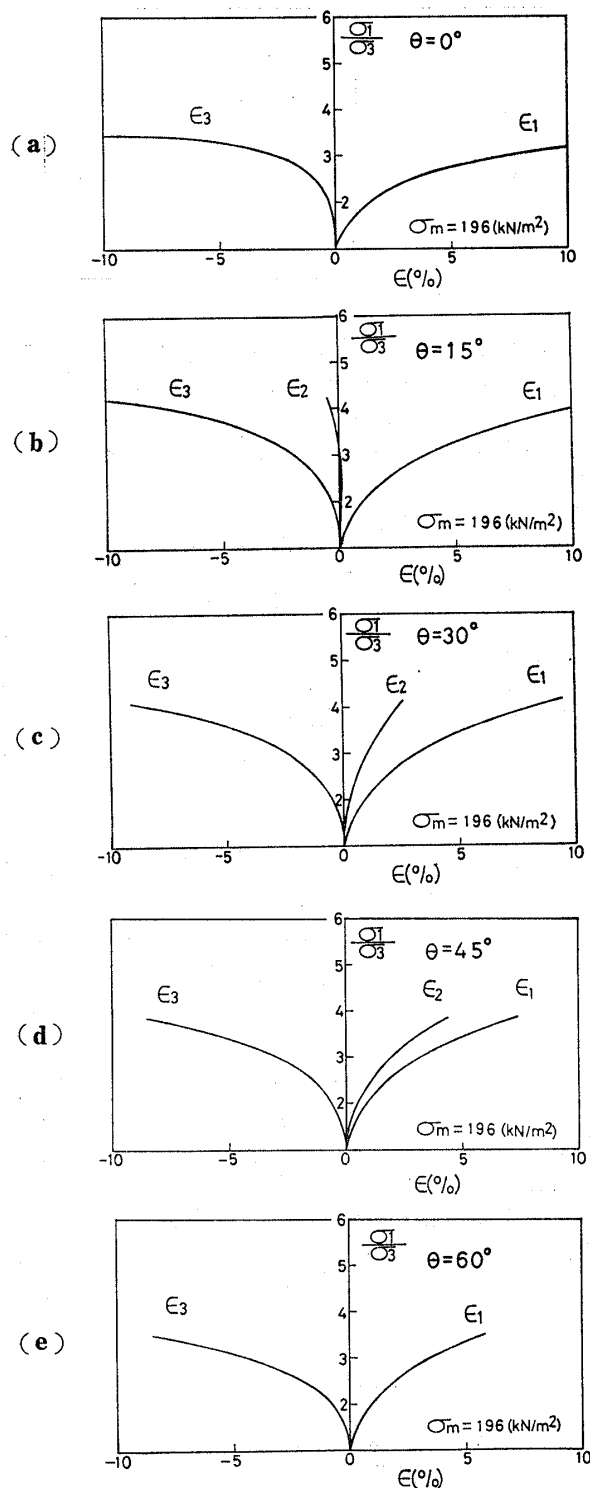 (a)
6
σ1/σ3 θ=0°
5
4
ϵ3 ϵ1
3
2
σm=196(kN/m2)
-10 -5 0 5 10
ϵ(%)
(b)
6
σ1/σ3 θ=15°
5
ϵ3 ϵ2 ϵ1
4
3
2
σm=196(kN/m2)
-10 -5 0 5 10
ϵ(%)
(c)
6
σ1/σ3 θ=30°
5
ϵ3 ϵ2 ϵ1
4
3
2
σm=196(kN/m2)
-10 -5 0 5 10
ϵ(%)
(d)
6
σ1/σ3 θ=45°
5
ϵ3 ϵ2 ϵ1
4
3
2
σm=196(kN/m2)
-10 -5 0 5 10
ϵ(%)
(e)
6
σ1/σ3 θ=60°
5
4
ϵ3 ϵ1
3
2
σm=196(kN/m2)
-10 -5 0 5 10
ϵ(%)